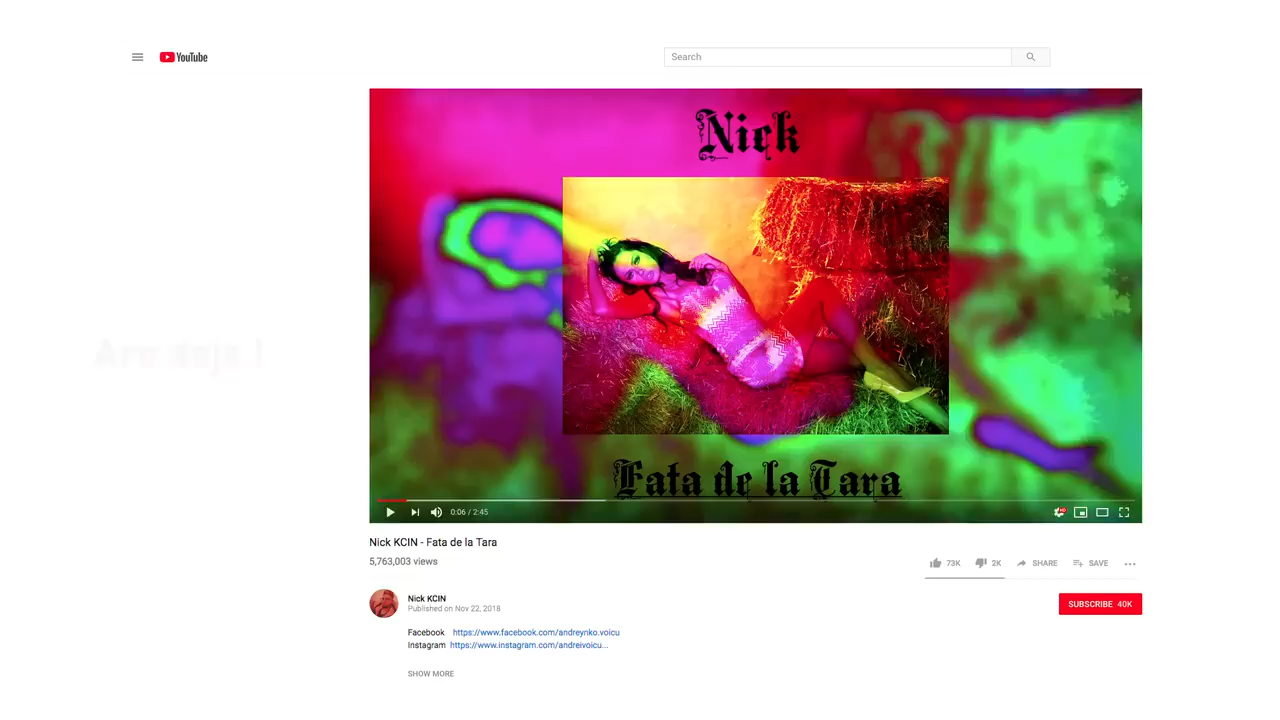 YouTube
Search
Nick
Fata de la Tara
0:06 / 2:45
HD
Nick KCIN - Fata de la Tara
5,763,003 views
73K
2K
SHARE
SAVE
Nick KCIN
Published on Nov 22, 2018
SUBSCRIBE 40K
Facebook https://www.facebook.com/andreynko.voicu
Instagram https://www.instagram.com/andreivoicu...
SHOW MORE